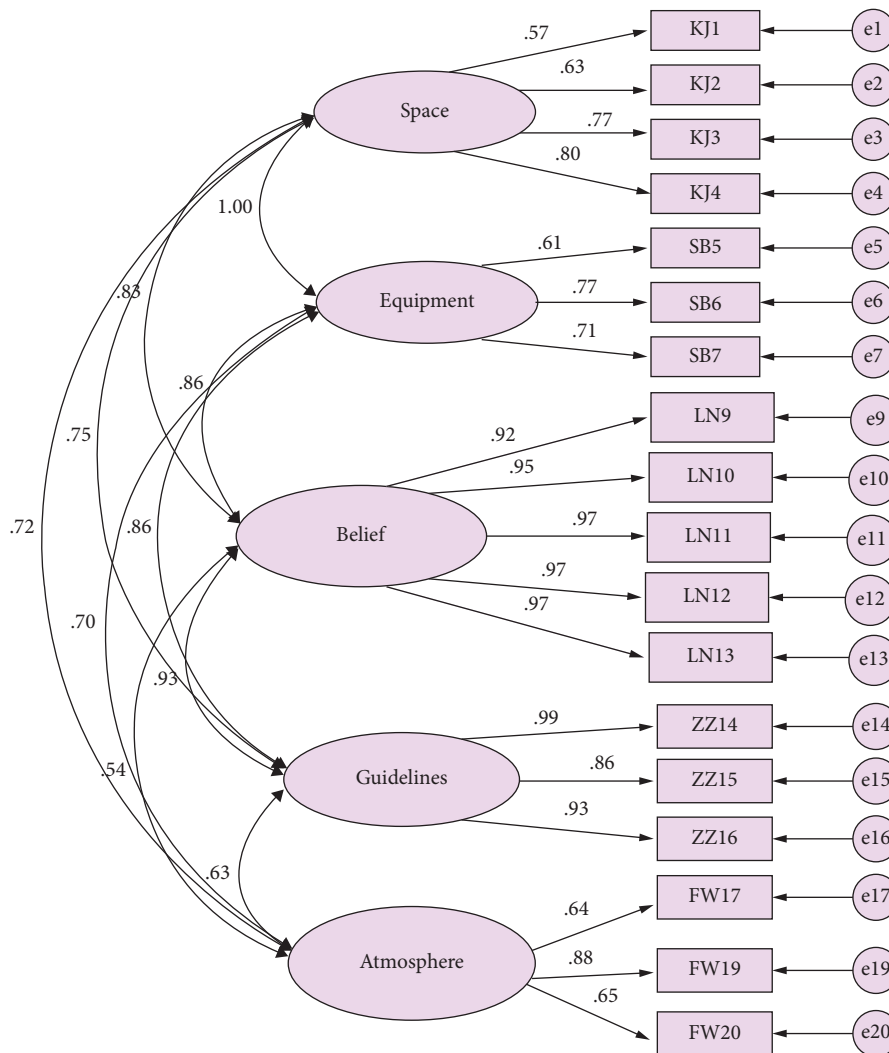 .57 KJ1 e1
.63 KJ2 e2
Space
.77 KJ3 e3
.80 KJ4 e4
1.00
.61 SB5 e5
.83
Equipment .77 SB6 e6
.71 SB7 e7
.86
.92 LN9 e9
.75
.95 LN10 e10
.72 .86 Belief .97 LN11 e11
.97 LN12 e12
.70
.97
.93
LN13 e13
.99 ZZ14 e14
.54
Guidelines .86 ZZ15 e15
.93 ZZ16 e16
.63
.64 FW17 e17
Atmosphere .88 FW19 e19
.65
FW20 e20